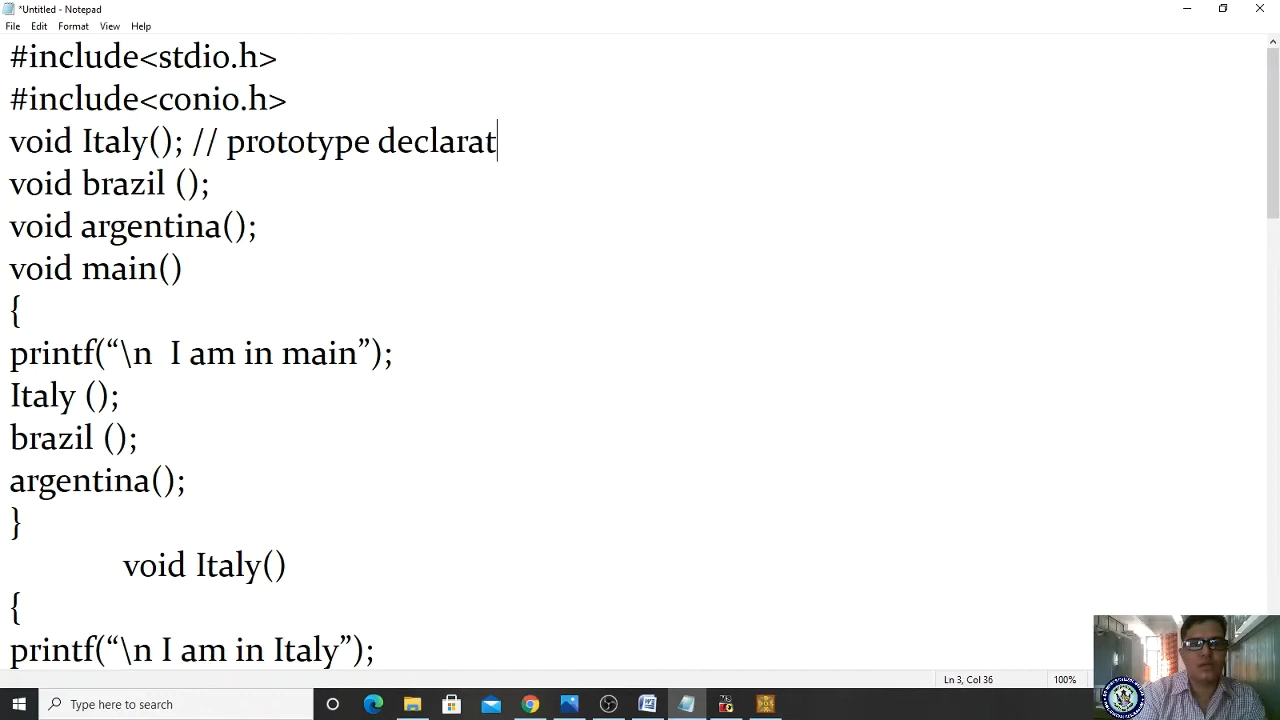 *Untitled - Notepad
File Edit Format View Help
#include<stdio.h>
#include<conio.h>
void Italy(); // prototype declarat
void brazil ();
void argentina();
void main()
{
printf(“\n  I am in main”);
Italy ();
brazil ();
argentina();
}
void Italy()
{
printf(“\n I am in Italy”);
Ln 3, Col 36 100%
Type here to search